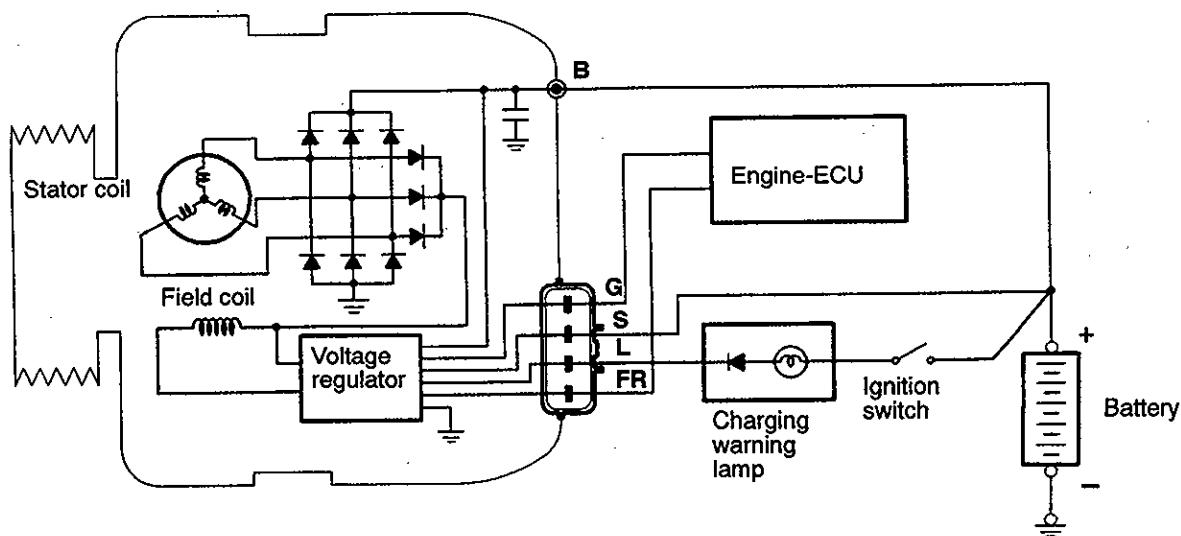 B
Engine-ECU
Stator coil
Field coil
G
S
L
FR
Voltage
regulator
Charging
warning
lamp
Ignition
switch
+
Battery
−